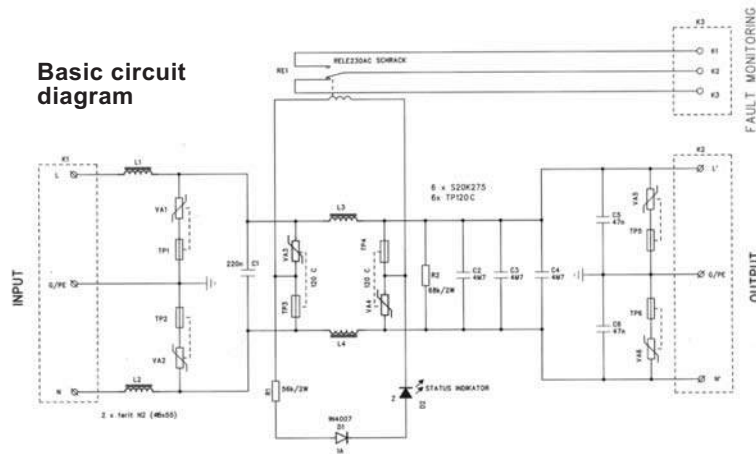 Basic circuit
diagram
RELE230AC SCHRACK
RE1
K3
K1
K2
K3
FAULT MONITORING
K1
L
L1
VA1
TP1
G/PE
TP2
VA2
N
L2
INPUT
2 x ferit N2 (4Bx55)
220n
C1
L3
VA3
120 C
TP3
TP4
120 C
VA4
L4
6 x S20K275
6x TP120C
R2
68k/2W
C2
4M7
C3
4M7
C4
4M7
R1
56k/2W
1N4007
D1
1A
Z
D2
STATUS INDIKATOR
K2
L'
C5
47n
VA5
TP5
G/PE
C6
47n
TP6
VA6
N'
OUTPUT